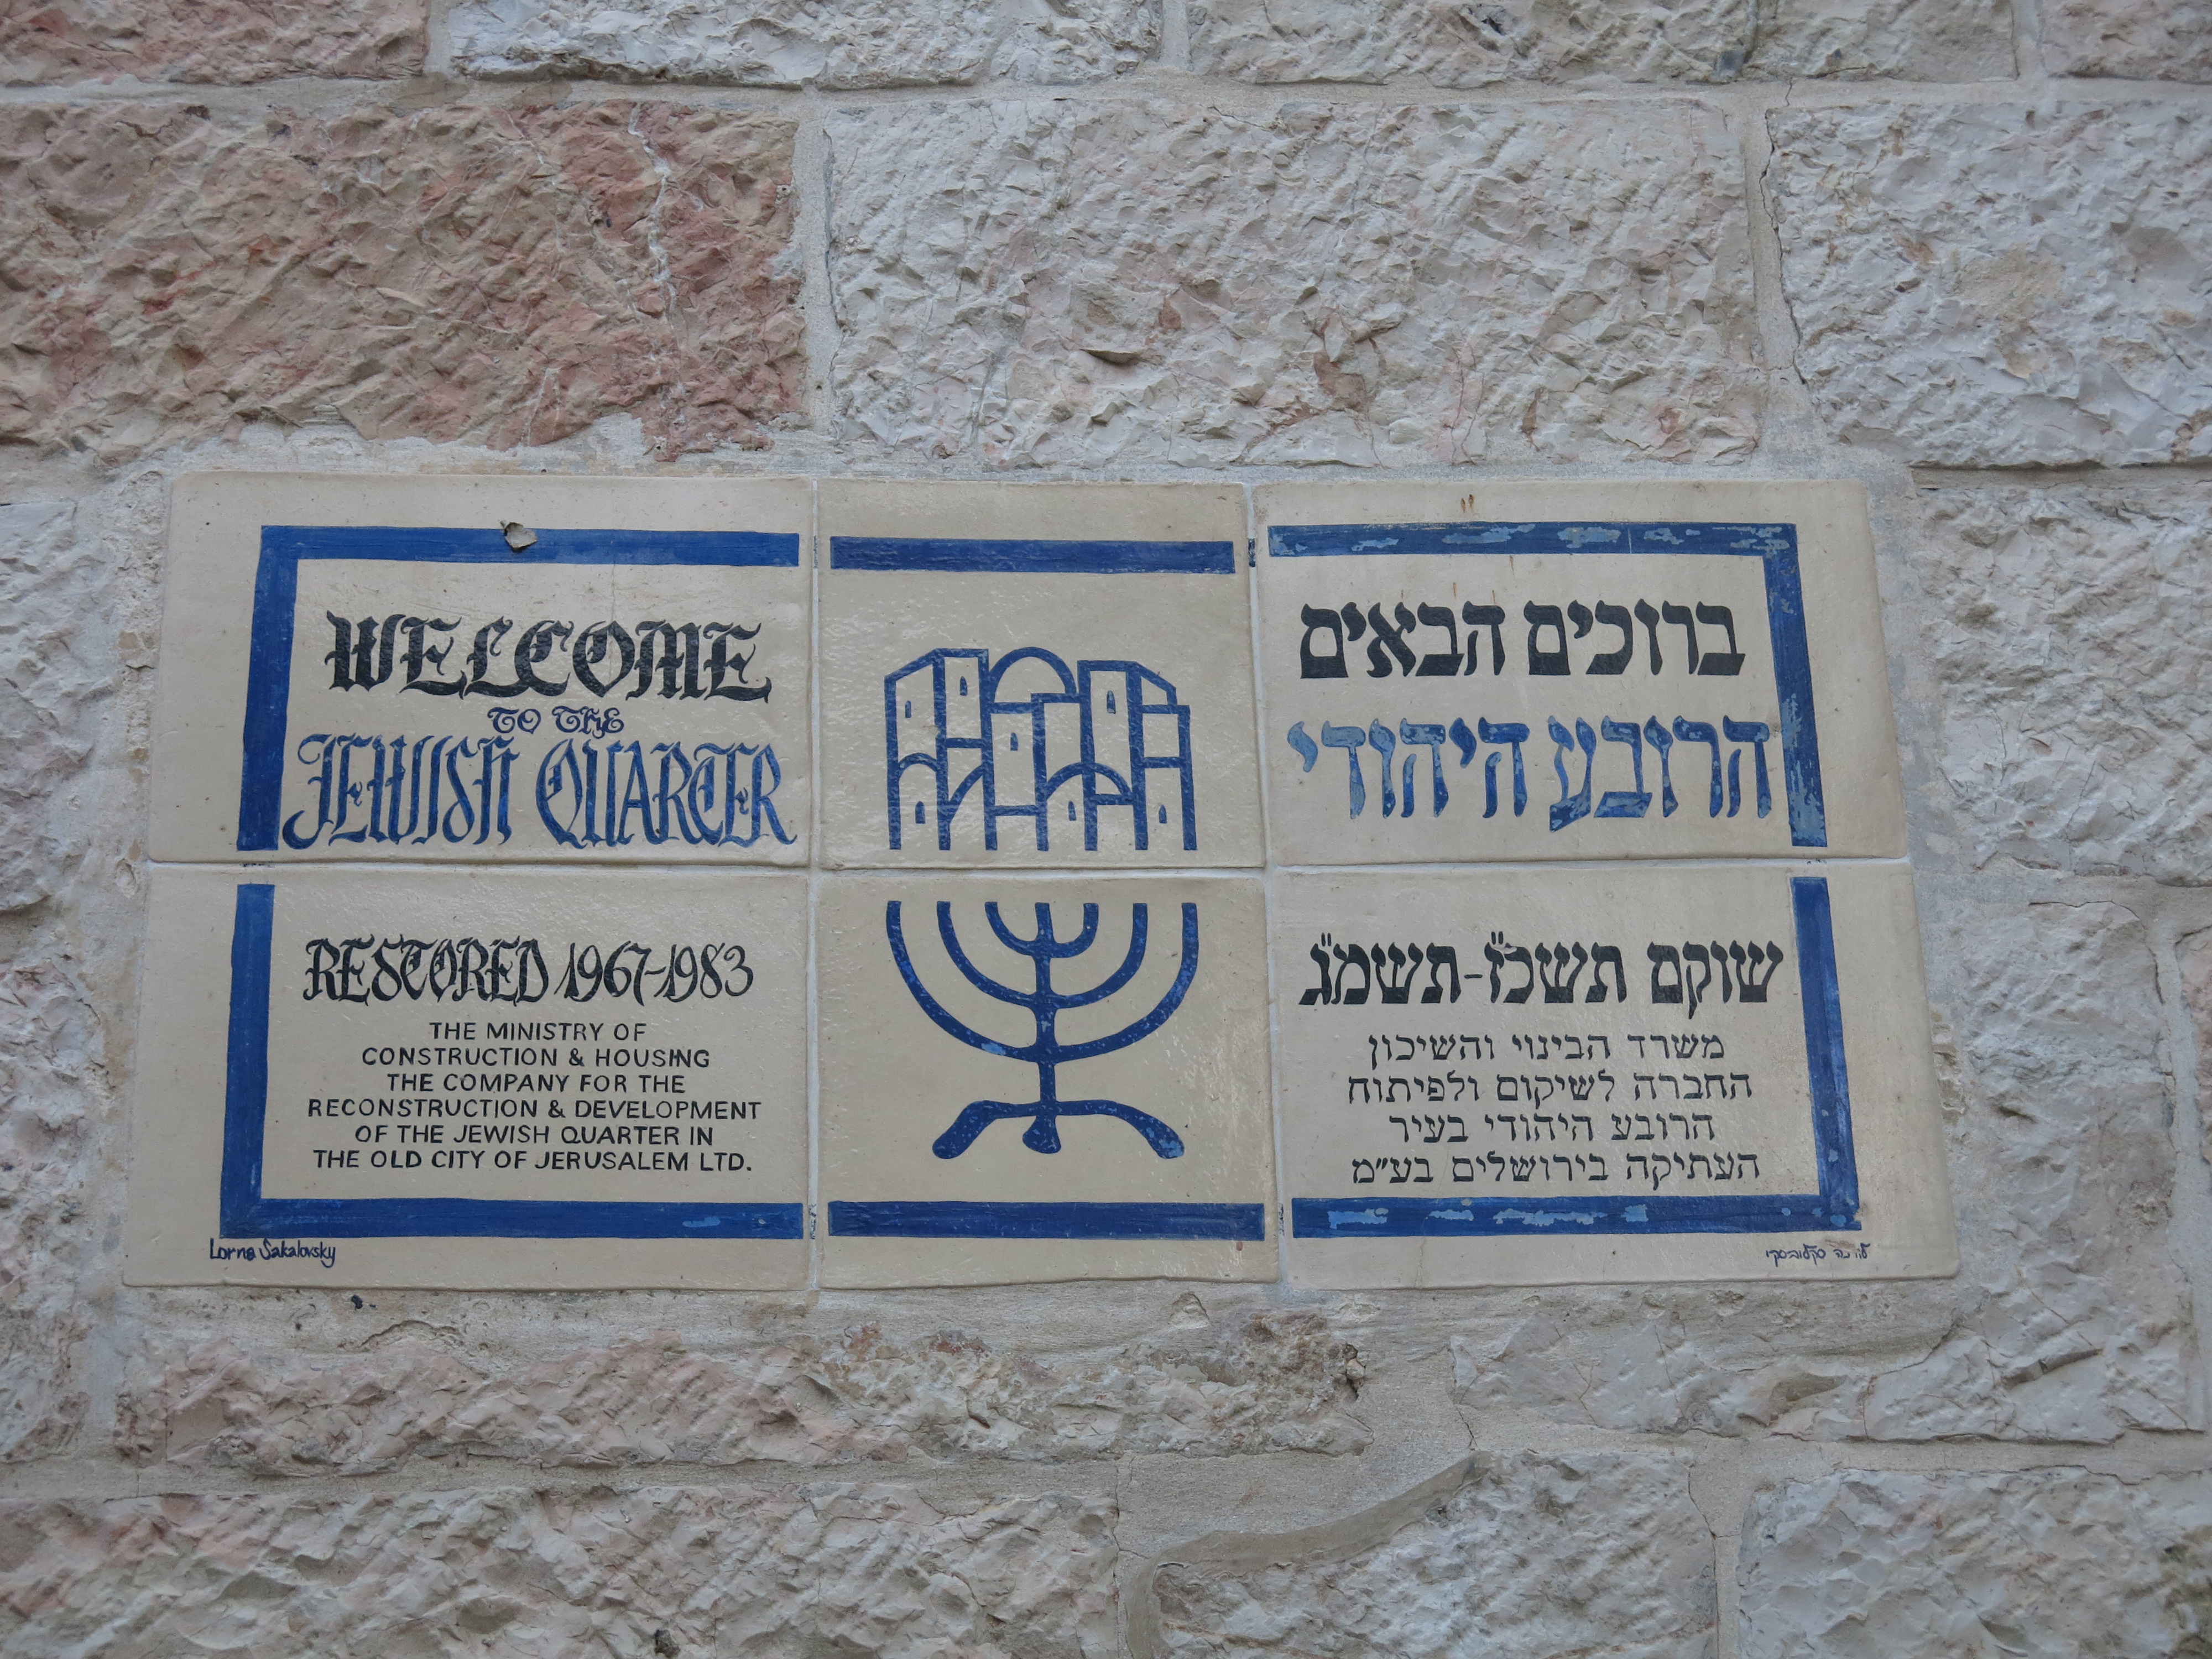 WELCOME
TO THE
JEWISH QUARTER
RESTORED 1967-1983
THE MINISTRY OF
CONSTRUCTION & HOUSING
THE COMPANY FOR THE
RECONSTRUCTION & DEVELOPMENT
OF THE JEWISH QUARTER IN
THE OLD CITY OF JERUSALEM LTD.
Lorna Sakalovsky
ברוכים הבאים
הרובע היהודי
שוקם תשכ"ז-תשמ"ג
משרד הבינוי והשיכון
החברה לשיקום ולפיתוח
הרובע היהודי בעיר
העתיקה בירושלים בע"מ
לורנה סקלובסקי